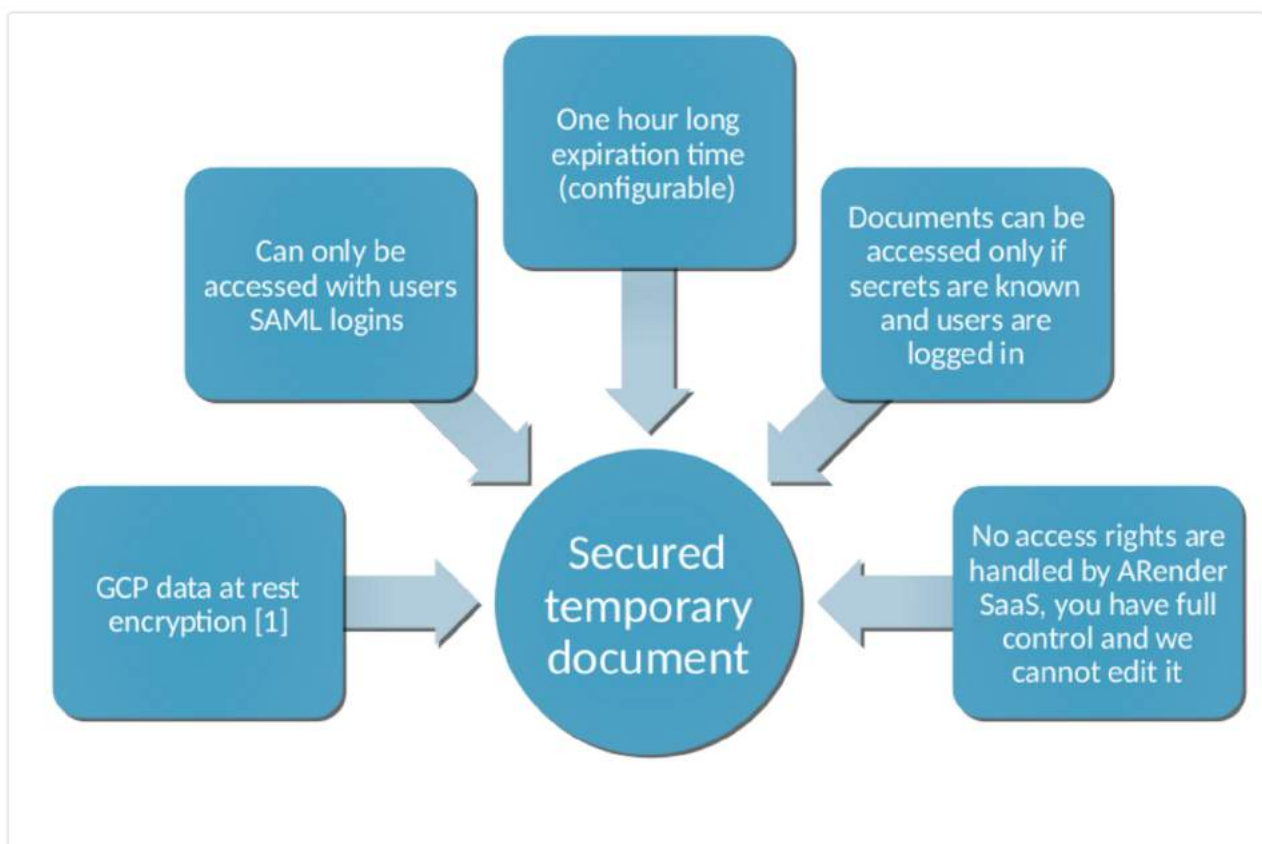 One hour long
expiration time
(configurable)
Can only be
accessed with users
SAML logins
Documents can be
accessed only if
secrets are known
and users are
logged in
GCP data at rest
encryption [1]
Secured
temporary
document
No access rights are
handled by ARender
SaaS, you have full
control and we
cannot edit it